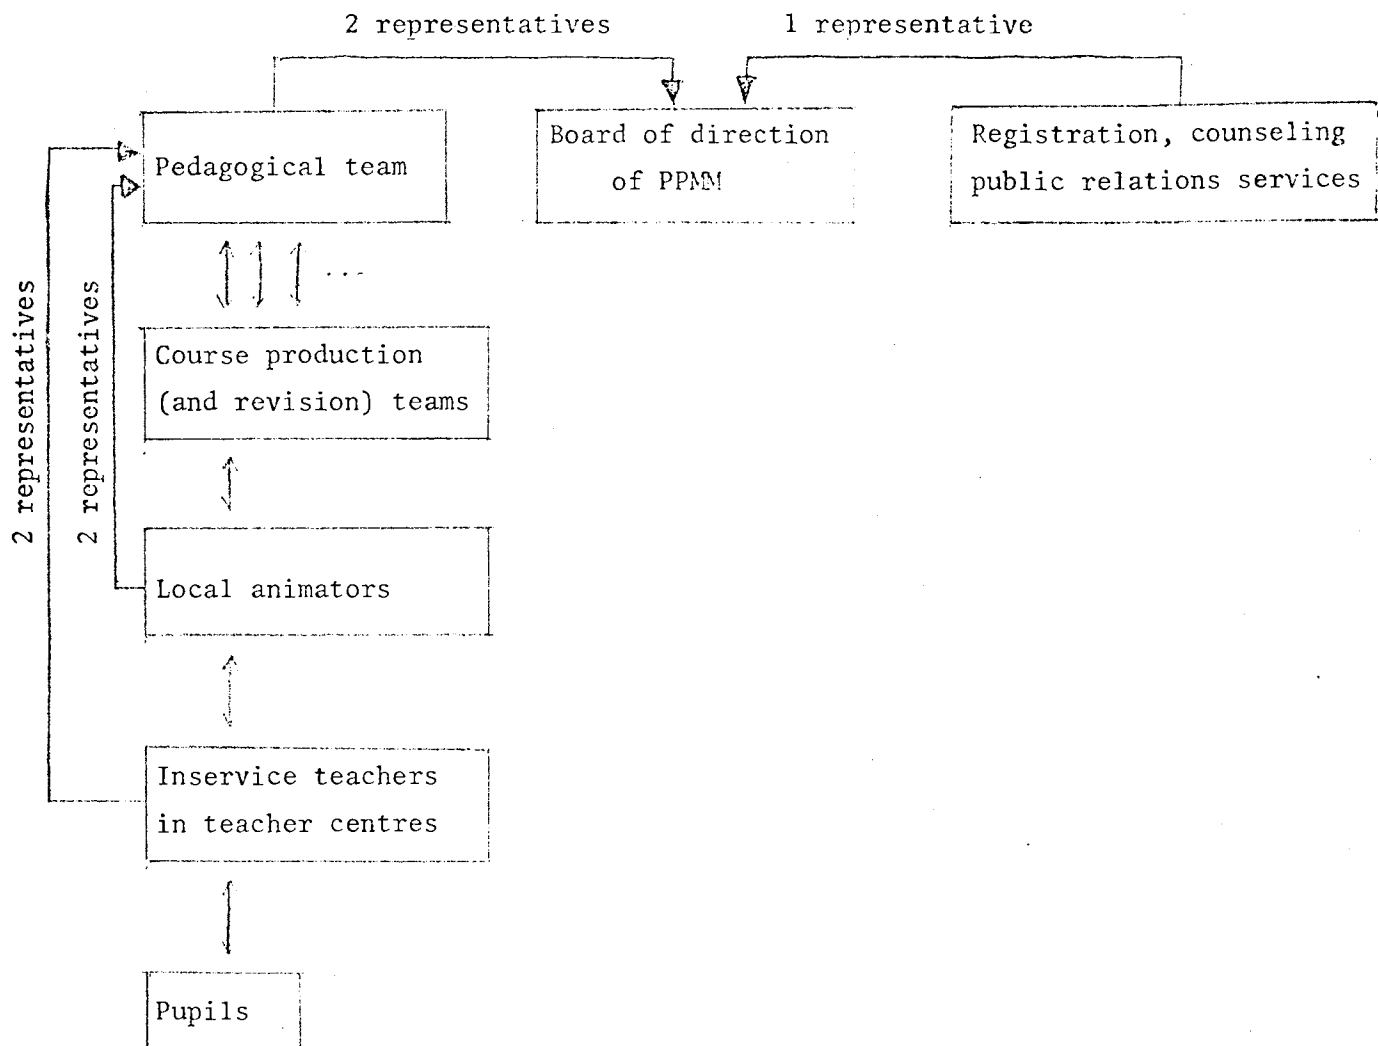 2 representatives
1 representative
Pedagogical team
Board of direction
of PPMM
Registration, counseling
public relations services
2 representatives
2 representatives
...
Course production
(and revision) teams
Local animators
Inservice teachers
in teacher centres
Pupils